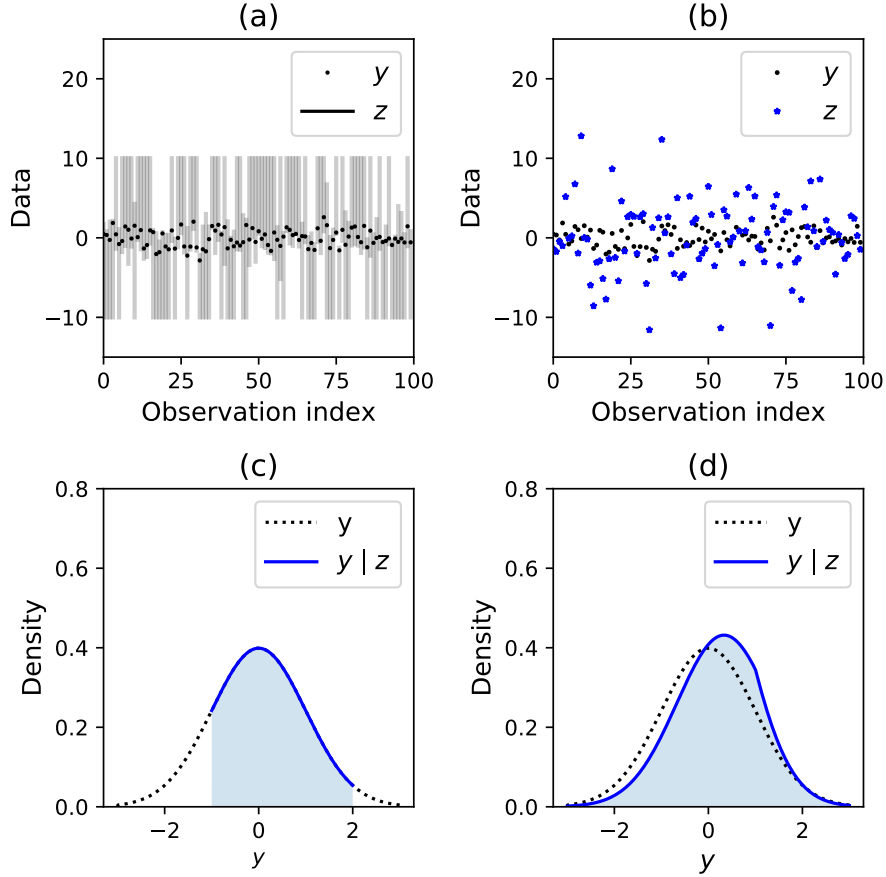 (a)
Data
20
10
0
−10
y
z
0 25 50 75 100
Observation index
(b)
Data
20
10
0
−10
y
z
0 25 50 75 100
Observation index
(c)
Density
0.8
0.6
0.4
0.2
0.0
y
y | z
−2 0 2
y
(d)
Density
0.8
0.6
0.4
0.2
0.0
y
y | z
−2 0 2
y